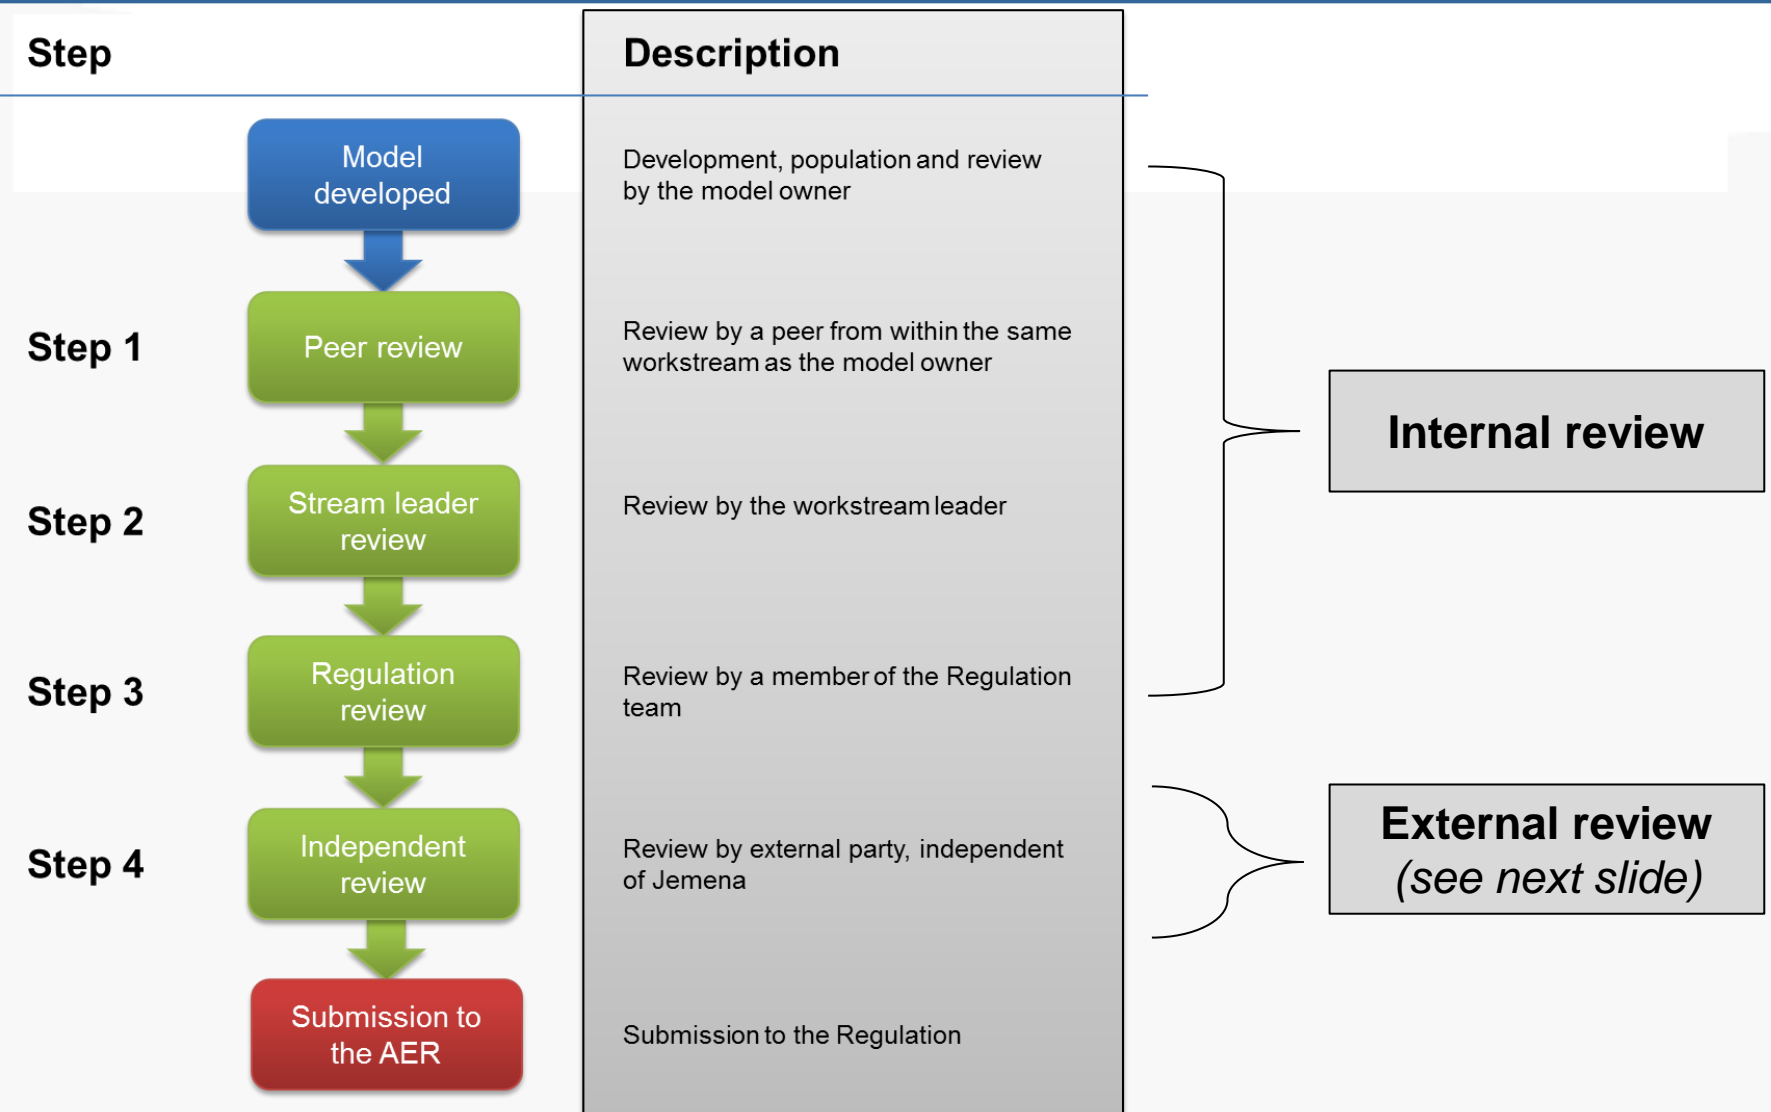 Step
Description
Model
developed
Development, population and review
by the model owner
Step 1
Peer review
Review by a peer from within the same
workstream as the model owner
Internal review
Step 2
Stream leader
review
Review by the workstream leader
Step 3
Regulation
review
Review by a member of the Regulation
team
Step 4
Independent
review
Review by external party, independent
of Jemena
External review
(see next slide)
Submission to
the AER
Submission to the Regulation